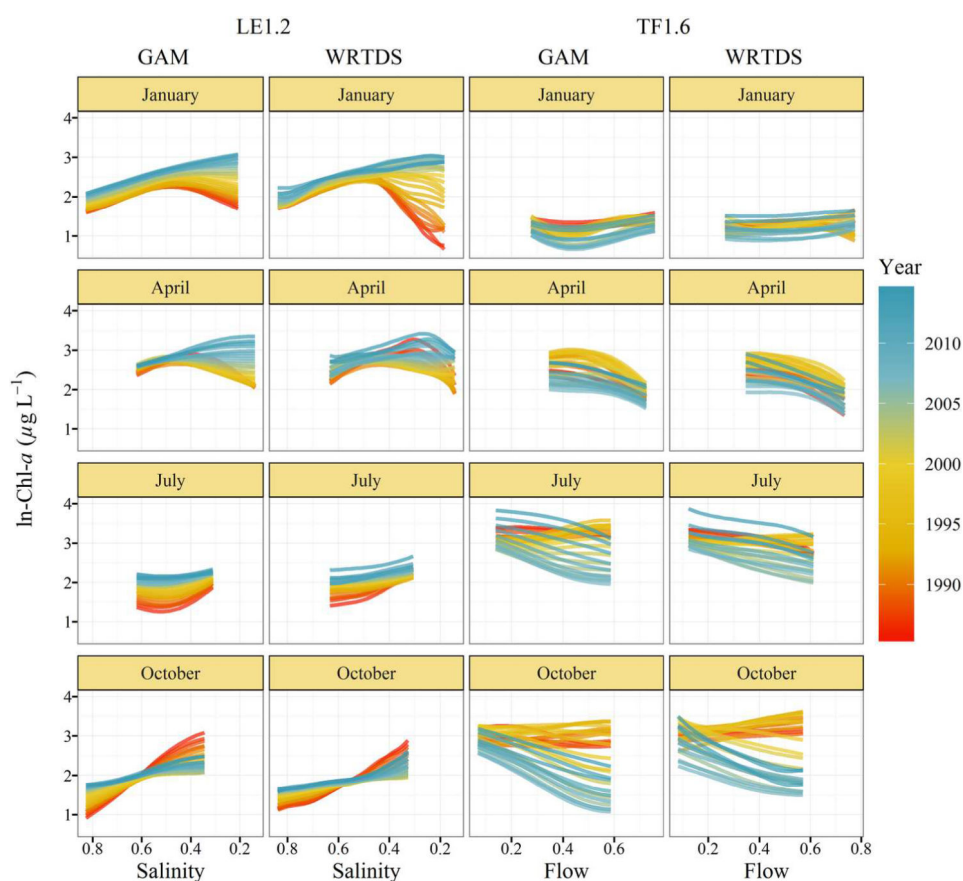 LE1.2 TF1.6
GAM WRTDS GAM WRTDS
January January January January
4
3
2
1
April April April April
4
3
2
1
July July July July
4
3
2
1
October October October October
4
3
2
1
0.8 0.6 0.4 0.2 0.8 0.6 0.4 0.2 0.2 0.4 0.6 0.8 0.2 0.4 0.6 0.8
Salinity Salinity Flow Flow
ln-Chl-a (µg L⁻¹)
Year
2010
2005
2000
1995
1990